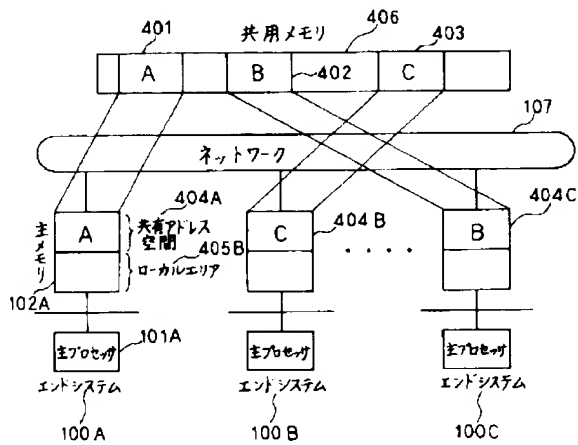 401
共用メモリ
406
403
A
B
402
C
107
ネットワーク
404A
404B
404C
主メモリ
A
共有アドレス
空間
C
B
405B
ローカルエリア
102A
101A
主プロセッサ
主プロセッサ
主プロセッサ
エンドシステム
エンドシステム
エンドシステム
100A
100B
100C